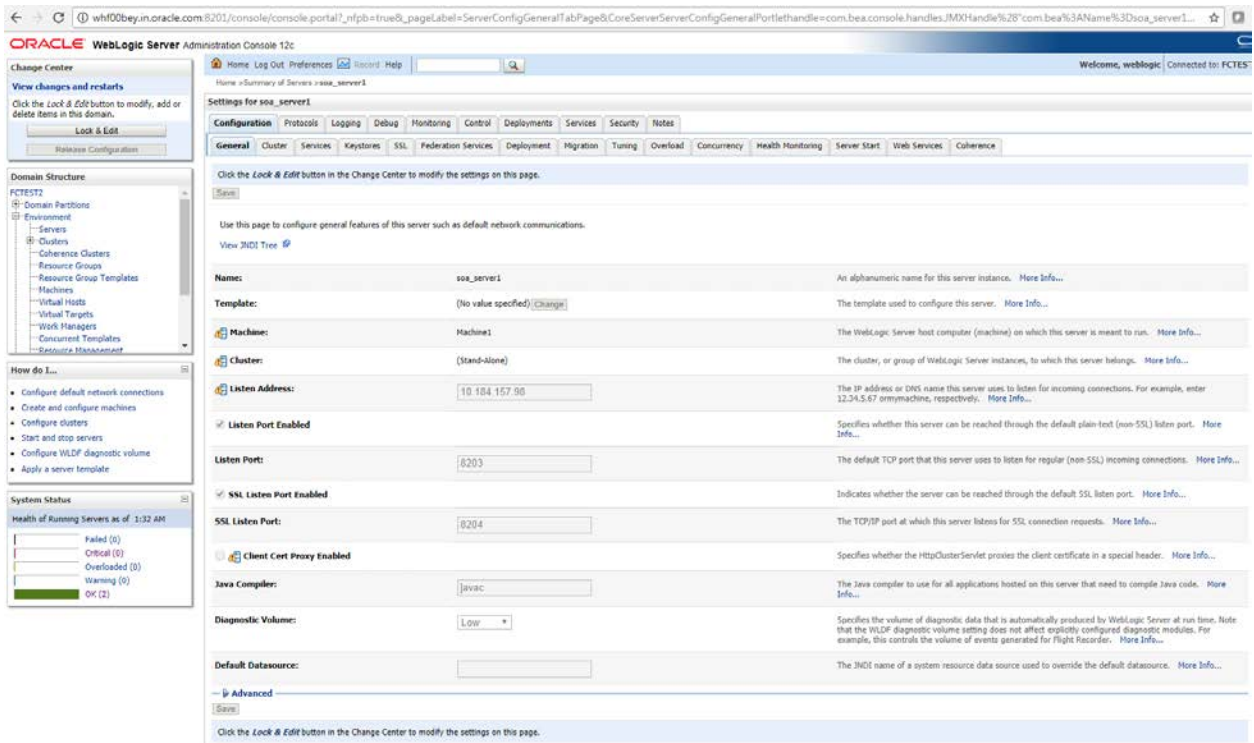 whf00bey.in.oracle.com:8201/console/console.portal?_nfpb=true&_pageLabel=ServerConfigGeneralTabPage&CoreServerServerConfigGeneralPortlethandle=com.bea.console.handles.JMXHandle%28"com.bea%3AName%3Dsoa_server1...
ORACLE WebLogic Server Administration Console 12c
Change Center
View changes and restarts
Click the Lock & Edit button to modify, add or
delete items in this domain.
Lock & Edit
Release Configuration
Domain Structure
FCTEST2
Domain Partitions
Environment
Servers
Clusters
Coherence Clusters
Resource Groups
Resource Group Templates
Machines
Virtual Hosts
Virtual Targets
Work Managers
Concurrent Templates
Resource Management
How do I...
Configure default network connections
Create and configure machines
Configure clusters
Start and stop servers
Configure WLDF diagnostic volume
Apply a server template
System Status
Health of Running Servers as of 1:32 AM
Failed (0)
Critical (0)
Overloaded (0)
Warning (0)
OK (2)
Home Log Out Preferences Record Help
Welcome, weblogic Connected to: FCTEST
Home >Summary of Servers >soa_server1
Settings for soa_server1
Configuration Protocols Logging Debug Monitoring Control Deployments Services Security Notes
General Cluster Services Keystores SSL Federation Services Deployment Migration Tuning Overload Concurrency Health Monitoring Server Start Web Services Coherence
Click the Lock & Edit button in the Change Center to modify the settings on this page.
Save
Use this page to configure general features of this server such as default network communications.
View JNDI Tree
Name: soa_server1 An alphanumeric name for this server instance. More Info...
Template: (No value specified) Change The template used to configure this server. More Info...
Machine: Machine1 The WebLogic Server host computer (machine) on which this server is meant to run. More Info...
Cluster: (Stand-Alone) The cluster, or group of WebLogic Server instances, to which this server belongs. More Info...
Listen Address: 10.184.157.98 The IP address or DNS name this server uses to listen for incoming connections. For example, enter
12.34.5.67 ormymachine, respectively. More Info...
Listen Port Enabled Specifies whether this server can be reached through the default plain-text (non-SSL) listen port. More
Info...
Listen Port: 8203 The default TCP port that this server uses to listen for regular (non-SSL) incoming connections. More Info...
SSL Listen Port Enabled Indicates whether the server can be reached through the default SSL listen port. More Info...
SSL Listen Port: 8204 The TCP/IP port at which this server listens for SSL connection requests. More Info...
Client Cert Proxy Enabled Specifies whether the HttpClusterServlet proxies the client certificate in a special header. More Info...
Java Compiler: javac The Java compiler to use for all applications hosted on this server that need to compile Java code. More
Info...
Diagnostic Volume: Low Specifies the volume of diagnostic data that is automatically produced by WebLogic Server at run time. Note
that the WLDF diagnostic volume setting does not affect explicitly configured diagnostic modules. For
example, this controls the volume of events generated for Flight Recorder. More Info...
Default Datasource: The JNDI name of a system resource data source used to override the default datasource. More Info...
Advanced
Save
Click the Lock & Edit button in the Change Center to modify the settings on this page.